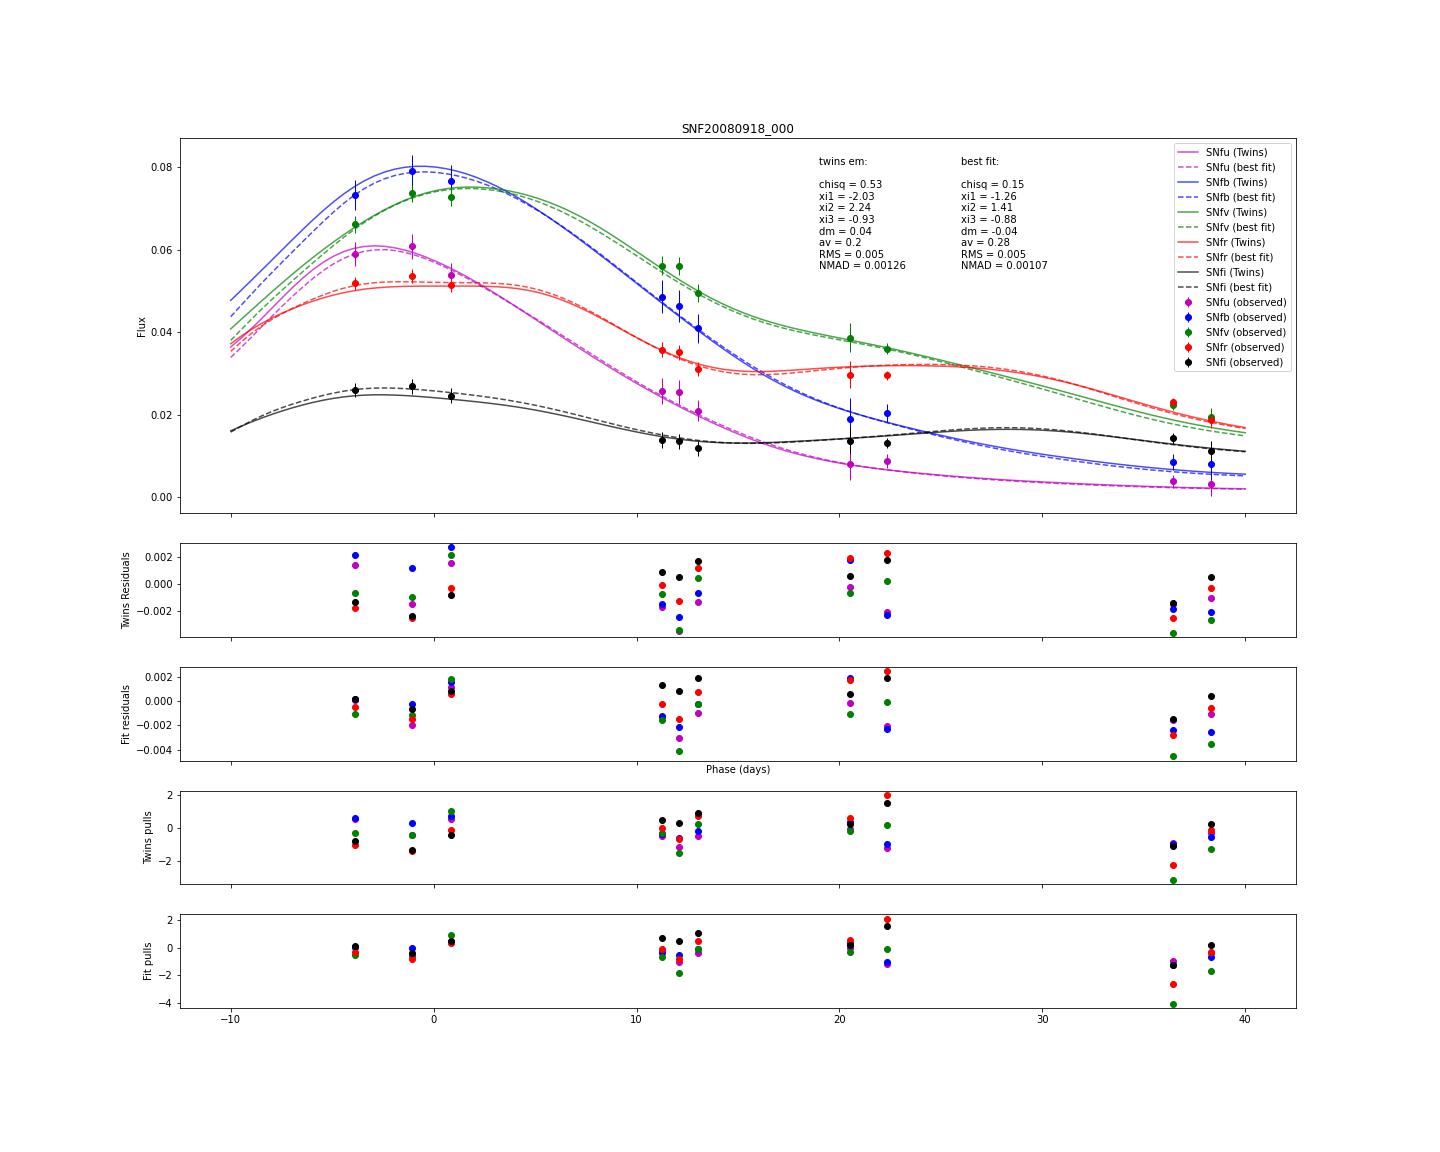 SNF20080918_000
0.08
0.06
0.04
0.02
0.00
Flux
twins em:
chisq = 0.53
xi1 = -2.03
xi2 = 2.24
xi3 = -0.93
dm = 0.04
av = 0.2
RMS = 0.005
NMAD = 0.00126
best fit:
chisq = 0.15
xi1 = -1.26
xi2 = 1.41
xi3 = -0.88
dm = -0.04
av = 0.28
RMS = 0.005
NMAD = 0.00107
SNfu (Twins)
SNfu (best fit)
SNfb (Twins)
SNfb (best fit)
SNfv (Twins)
SNfv (best fit)
SNfr (Twins)
SNfr (best fit)
SNfi (Twins)
SNfi (best fit)
SNfu (observed)
SNfb (observed)
SNfv (observed)
SNfr (observed)
SNfi (observed)
0.002
0.000
−0.002
Twins Residuals
0.002
0.000
−0.002
−0.004
Fit residuals
Phase (days)
2
0
−2
Twins pulls
2
0
−2
−4
Fit pulls
−10
0
10
20
30
40